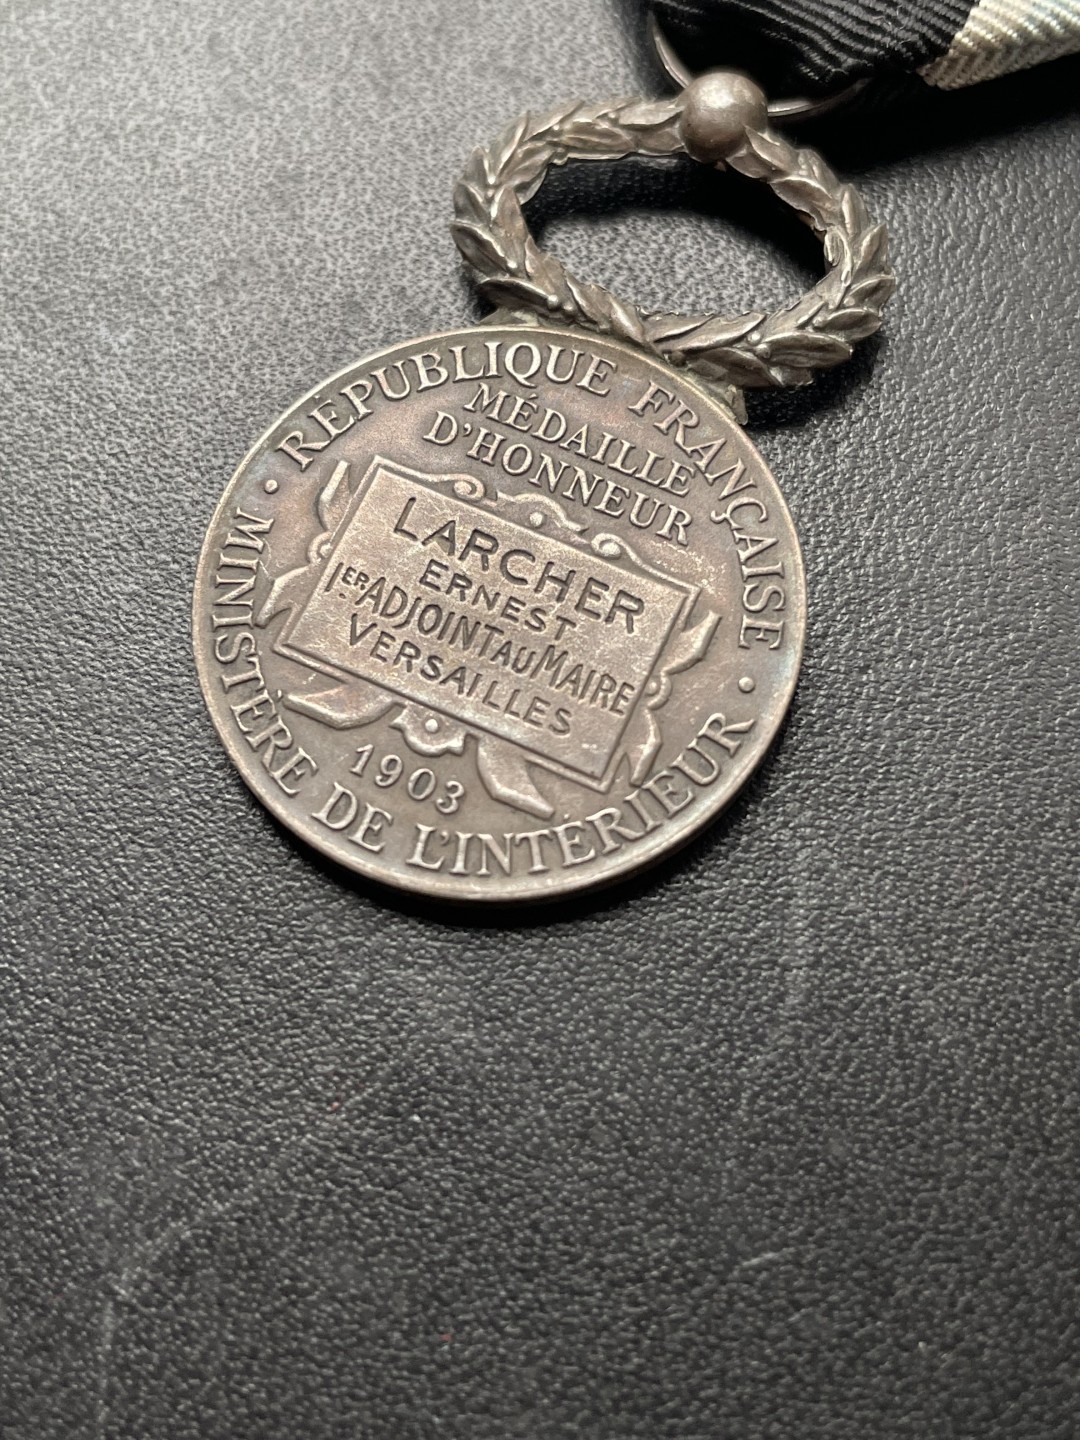 RÉPUBLIQUE FRANÇAISE
MÉDAILLE
D'HONNEUR
LARCHER
ERNEST
1ER ADJOINT AU MAIRE
VERSAILLES
1903
· MINISTÈRE DE L'INTÉRIEUR ·